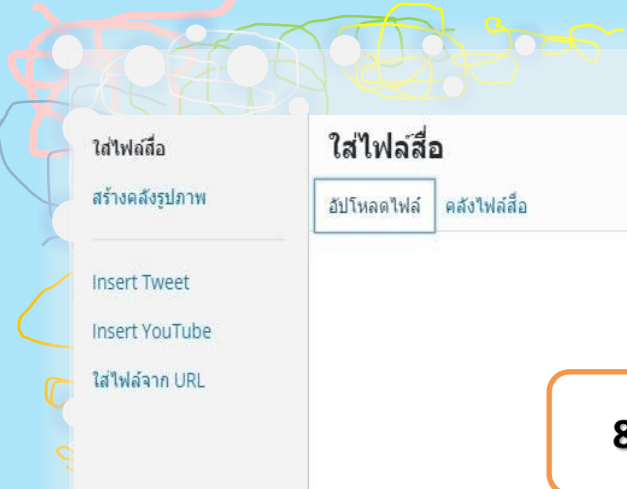 ใส่ไฟล์สื่อ
สร้างคลังรูปภาพ
Insert Tweet
Insert YouTube
ใส่ไฟล์จาก URL
ใส่ไฟล์สื่อ
อัปโหลดไฟล์ คลังไฟล์สื่อ
8